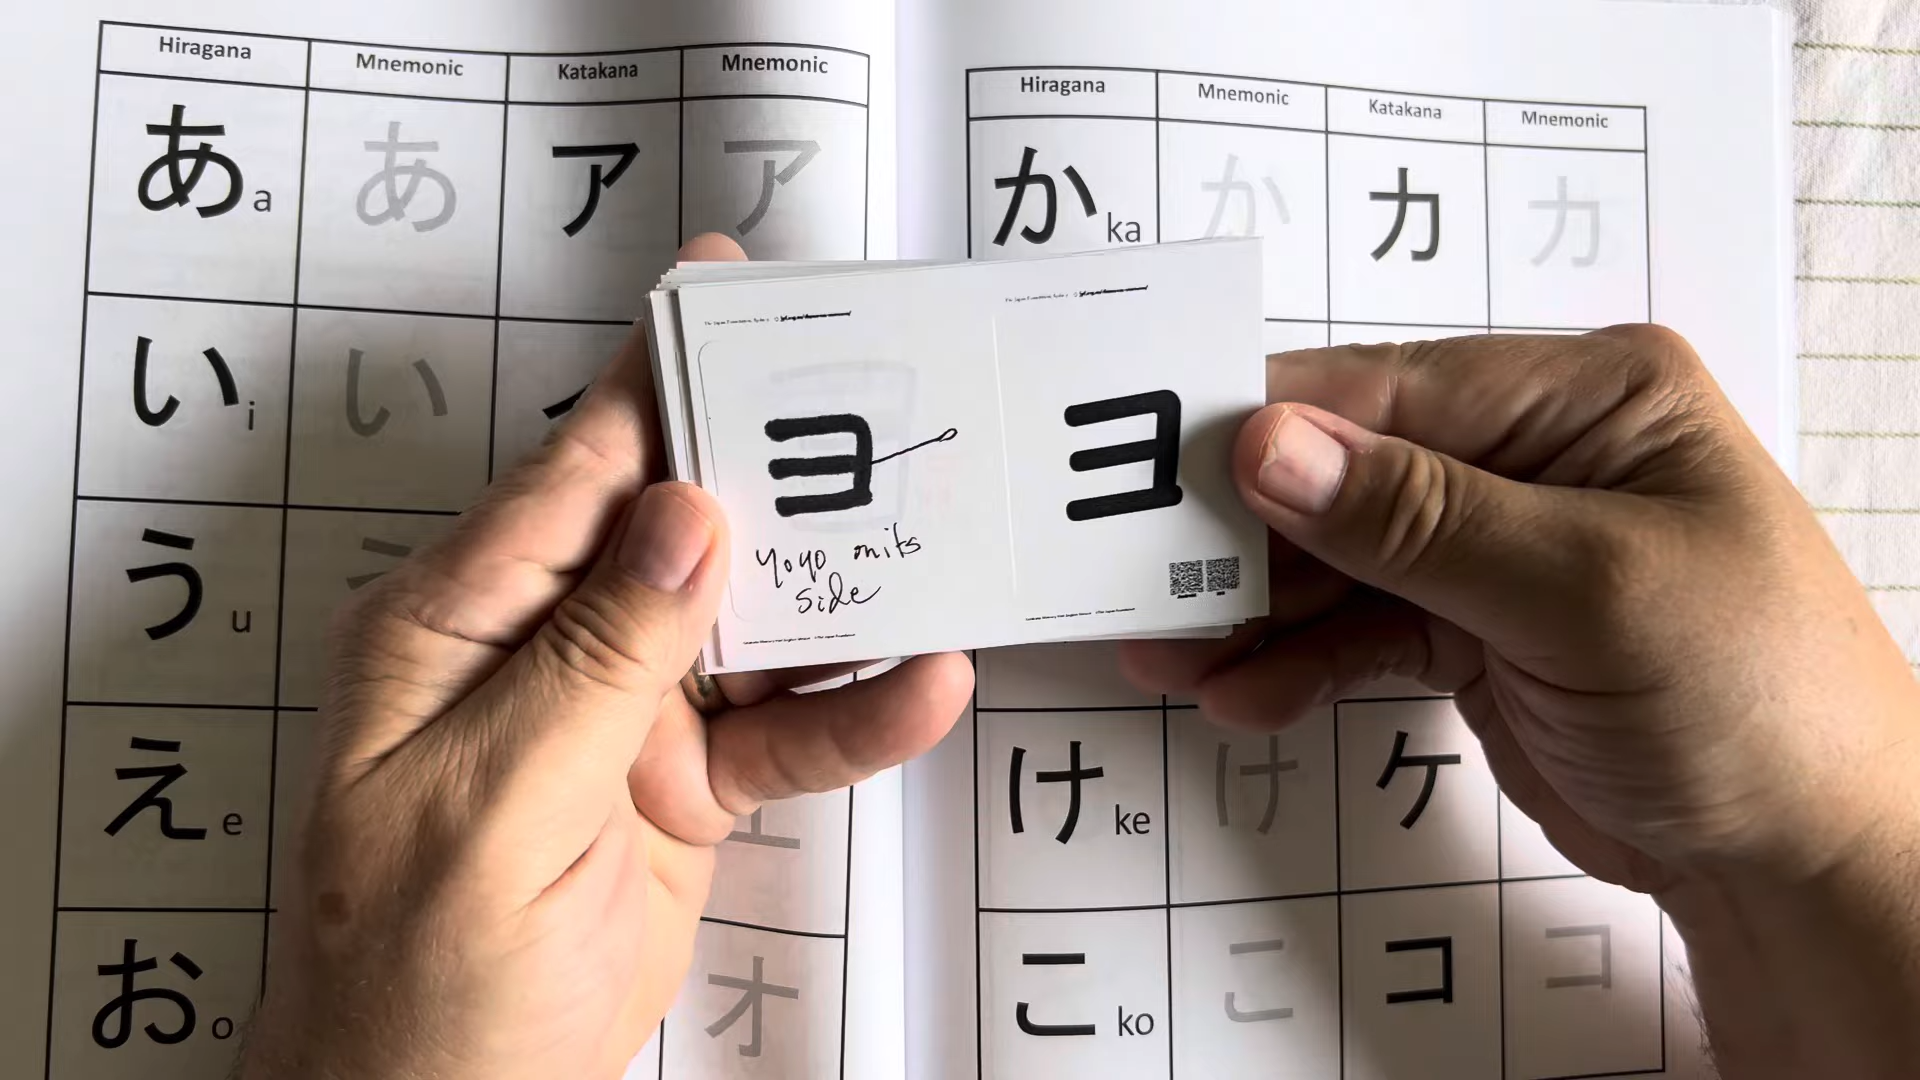 Hiragana Mnemonic Katakana Mnemonic
あ a あ ア ア
い i い
う u
え e
お o オ
Hiragana Mnemonic Katakana Mnemonic
か ka か カ カ
け ke け ケ
こ ko こ コ コ
ヨ
yoyo on its
side
ヨ